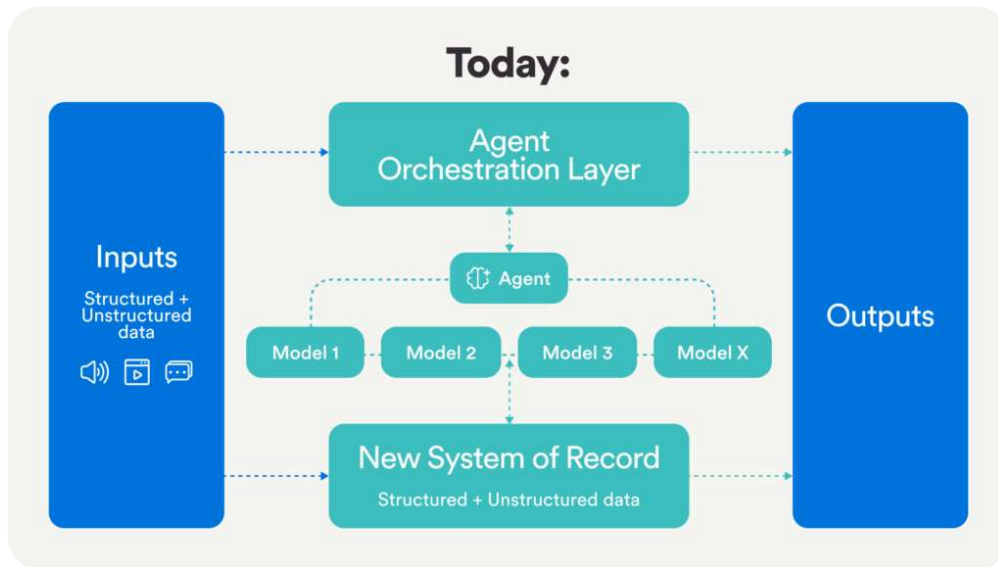 Today:
Inputs
Structured +
Unstructured
data
Agent
Orchestration Layer
Agent
Model 1
Model 2
Model 3
Model X
New System of Record
Structured + Unstructured data
Outputs